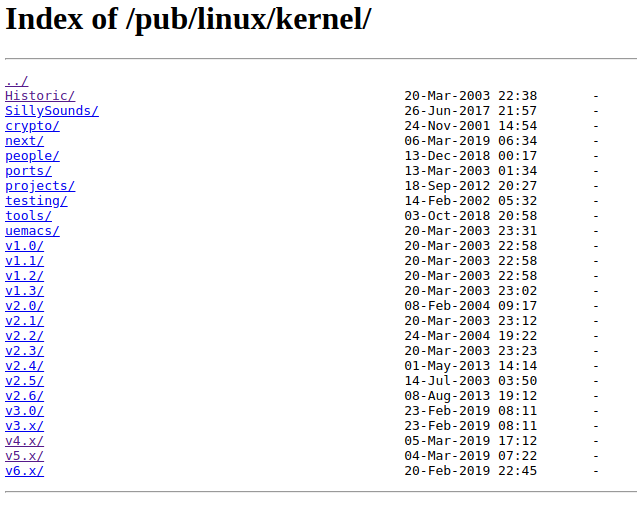 Index of /pub/linux/kernel/
../
Historic/ 20-Mar-2003 22:38 -
SillySounds/ 26-Jun-2017 21:57 -
crypto/ 24-Nov-2001 14:54 -
next/ 06-Mar-2019 06:34 -
people/ 13-Dec-2018 00:17 -
ports/ 13-Mar-2003 01:34 -
projects/ 18-Sep-2012 20:27 -
testing/ 14-Feb-2002 05:32 -
tools/ 03-Oct-2018 20:58 -
uemacs/ 20-Mar-2003 23:31 -
v1.0/ 20-Mar-2003 22:58 -
v1.1/ 20-Mar-2003 22:58 -
v1.2/ 20-Mar-2003 22:58 -
v1.3/ 20-Mar-2003 23:02 -
v2.0/ 08-Feb-2004 09:17 -
v2.1/ 20-Mar-2003 23:12 -
v2.2/ 24-Mar-2004 19:22 -
v2.3/ 20-Mar-2003 23:23 -
v2.4/ 01-May-2013 14:14 -
v2.5/ 14-Jul-2003 03:50 -
v2.6/ 08-Aug-2013 19:12 -
v3.0/ 23-Feb-2019 08:11 -
v3.x/ 23-Feb-2019 08:11 -
v4.x/ 05-Mar-2019 17:12 -
v5.x/ 04-Mar-2019 07:22 -
v6.x/ 20-Feb-2019 22:45 -